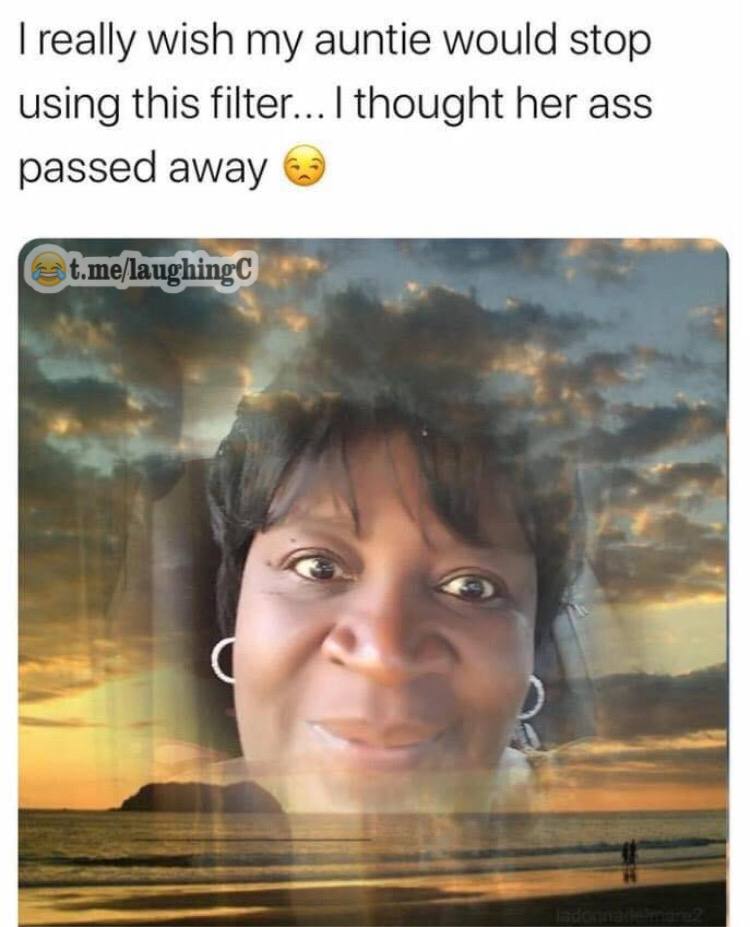 I really wish my auntie would stop
using this filter... I thought her ass
passed away 😒
😂t.me/laughingC